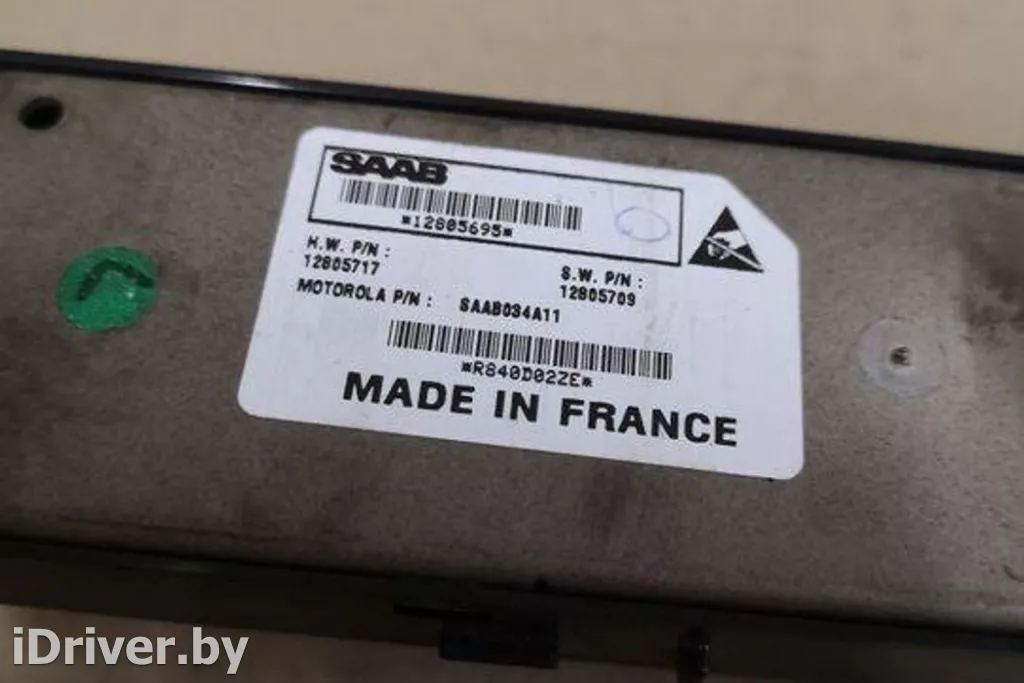 SAAB
*12805695*
H.W. P/N :
12805717
S.W. P/N :
12805709
MOTOROLA P/N : SAAB034A11
*R840D02ZE*
MADE IN FRANCE
iDriver.by